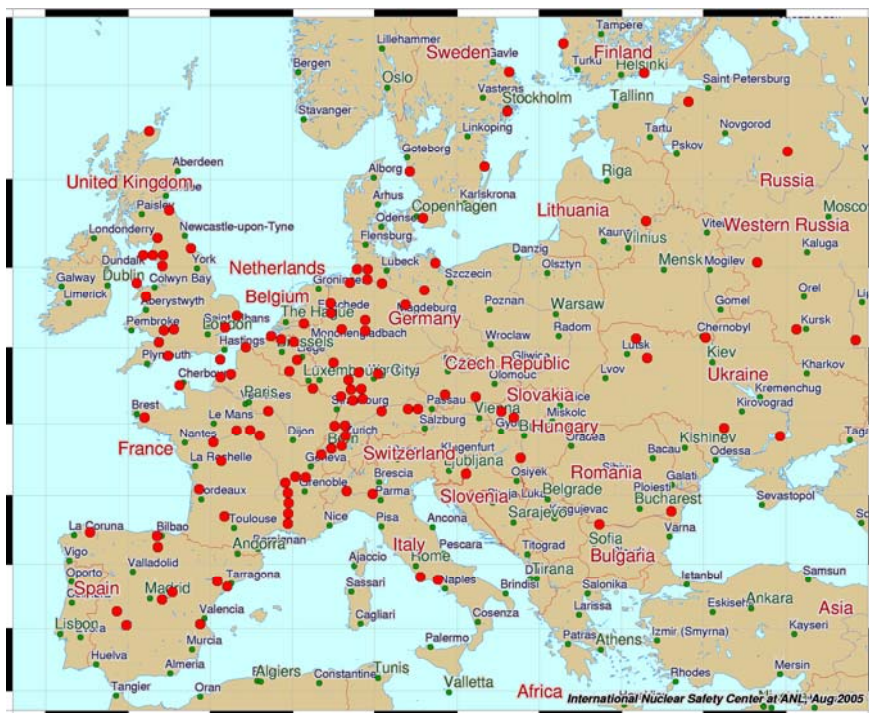 Tampere
Lillehammer
Sweden
Gavle
Finland
Bergen
Turku
Helsinki
Oslo
Saint Petersburg
Vasteras
Stockholm
Tallinn
Stavanger
Linkoping
Tartu
Novgorod
Pskov
Goteborg
Aberdeen
Alborg
Riga
Russia
United Kingdom
Arhus
Karlskrona
Paisley
Copenhagen
Lithuania
Moscow
Odense
Western Russia
Londonderry
Newcastle-upon-Tyne
Flensburg
Vilnius
Kaluga
Dundalk
York
Netherlands
Lubeck
Danzig
Mensk
Mogilev
Dublin
Colwyn Bay
Galway
Groningen
Szczecin
Olsztyn
Limerick
Belgium
Orel
Aberystwyth
Enschede
Magdeburg
Poznan
Warsaw
Gomel
Pembroke
London
The Hague
Germany
Radom
Kursk
Hastings
Monchengladbach
Wroclaw
Chernobyl
Plymouth
Lutsk
Kiev
Czech Republic
Cherbourg
Lvov
Kharkov
Paris
Olomouc
Ukraine
Slovakia
Kremenchug
Brest
Le Mans
Strasbourg
Passau
Vienna
Miskolc
Kirovograd
Salzburg
Hungary
France
Nantes
Dijon
Zurich
Bern
Kishinev
Switzerland
Klagenfurt
Bacau
Odessa
La Rochelle
Geneva
Ljubljana
Romania
Grenoble
Brescia
Osiyek
Galati
Bordeaux
Parma
Slovenia
Banja Luka
Belgrade
Ploiesti
Bucharest
Sevastopol
Toulouse
Nice
Pisa
Ancona
Sarajevo
Kragujevac
La Coruna
Bilbao
Perpignan
Sofia
Varna
Vigo
Andorra
Italy
Pescara
Titograd
Bulgaria
Valladolid
Ajaccio
Rome
Tirana
Istanbul
Samsun
Oporto
Spain
Madrid
Tarragona
Sassari
Naples
Brindisi
Salonika
Ankara
Eskisehir
Asia
Larissa
Lisbon
Valencia
Cagliari
Cosenza
Kayseri
Murcia
Palermo
Patras
Athens
Izmir (Smyrna)
Huelva
Almeria
Algiers
Constantine
Tunis
Mersin
Tangier
Oran
Valletta
Africa
Rhodes
International Nuclear Safety Center at ANL, Aug 2005